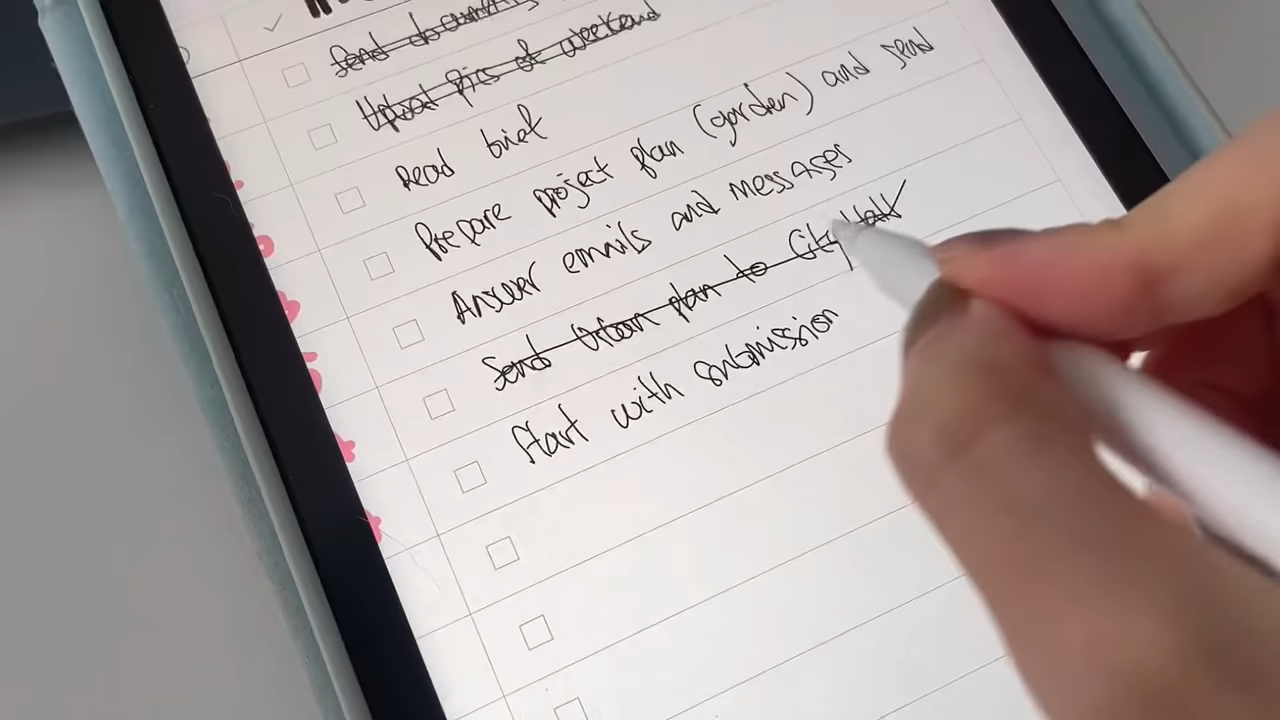 Send
Upload pics of weekend
Read brief
Prepare project plan (garden) and send
Answer emails and messages
Send Urban plan to City Hall
Start with submission